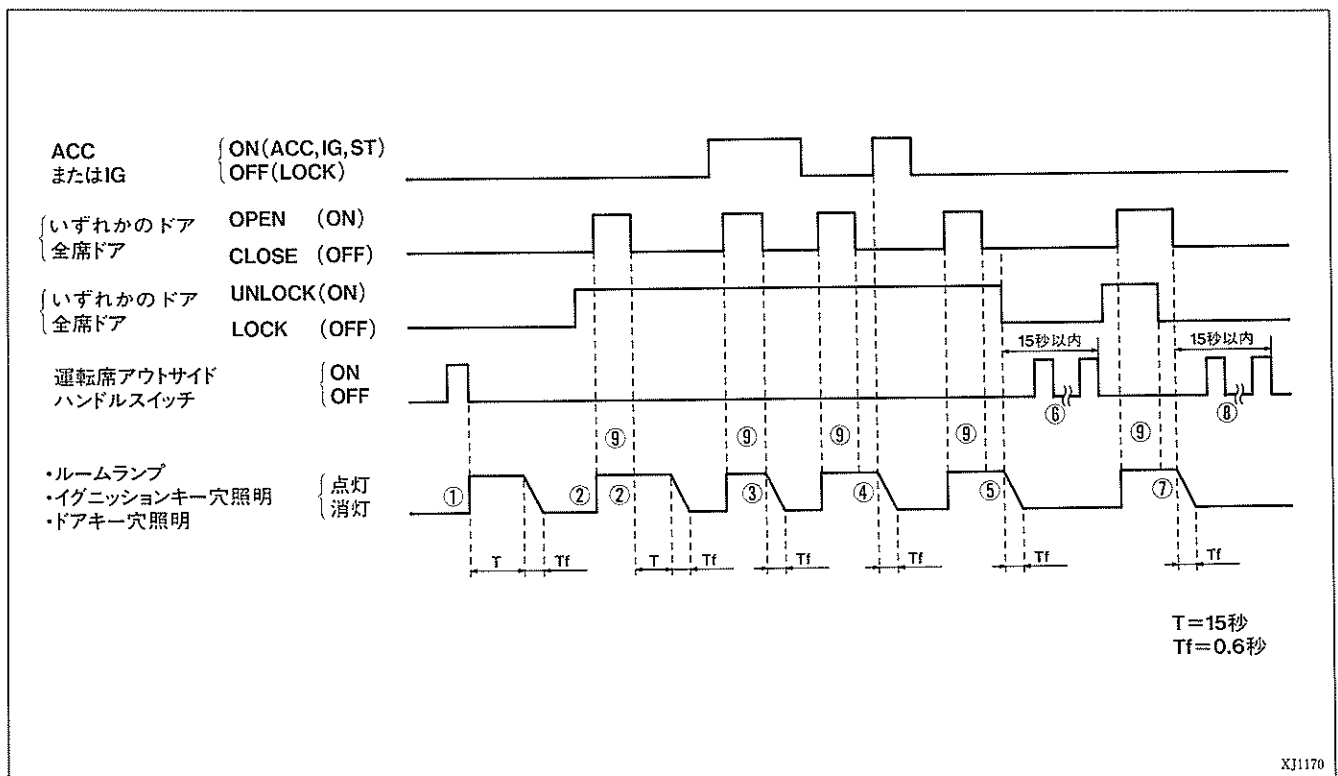 ACC ON(ACC,IG,ST)
またはIG OFF(LOCK)
いずれかのドア OPEN (ON)
全席ドア CLOSE (OFF)
いずれかのドア UNLOCK(ON)
全席ドア LOCK (OFF)
15秒以内 15秒以内
運転席アウトサイド ON
ハンドルスイッチ OFF
⑥ ⑧
⑨ ⑨ ⑨ ⑨ ⑨
・ルームランプ 点灯
・イグニッションキー穴照明 消灯
・ドアキー穴照明
① ② ② ③ ④ ⑤ ⑦
T Tf T Tf Tf Tf Tf Tf
T=15秒
Tf=0.6秒
XJ1170